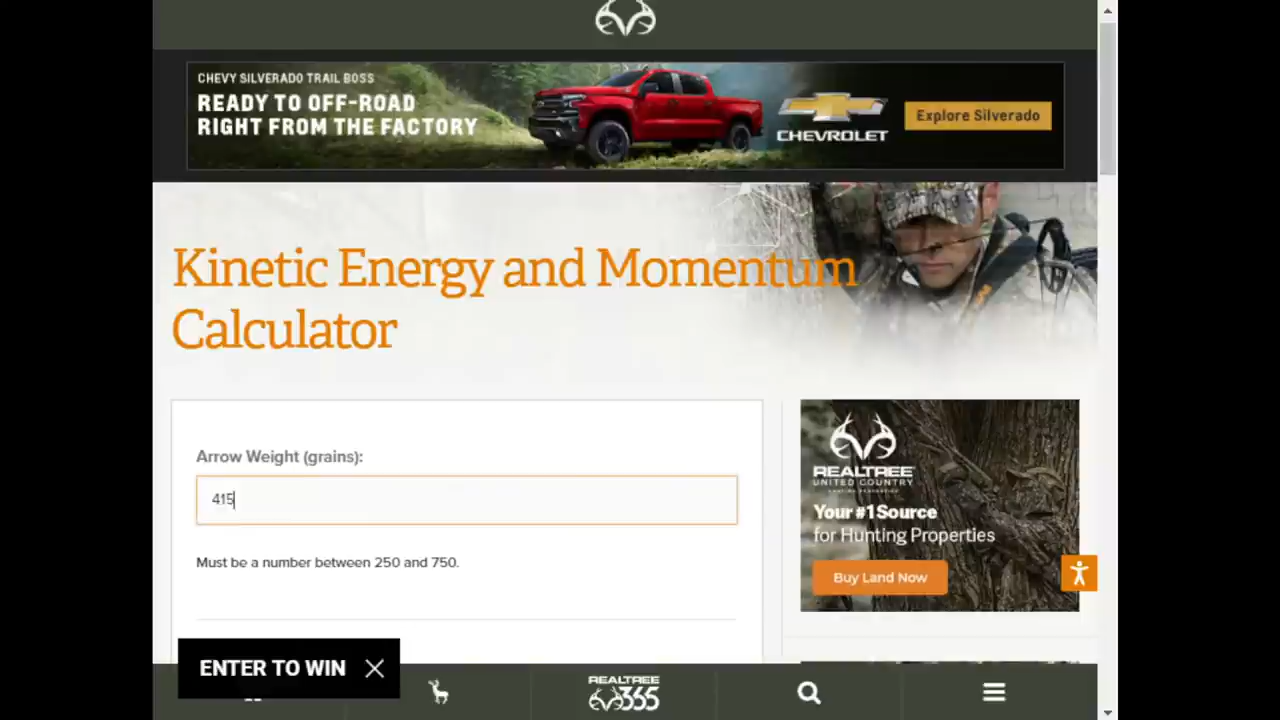 CHEVY SILVERADO TRAIL BOSS
READY TO OFF-ROAD
RIGHT FROM THE FACTORY
CHEVROLET
Explore Silverado
Kinetic Energy and Momentum
Calculator
Arrow Weight (grains):
415
Must be a number between 250 and 750.
REALTREE
UNITED COUNTRY
HUNTING PROPERTIES
Your #1 Source
for Hunting Properties
Buy Land Now
ENTER TO WIN
REALTREE
365